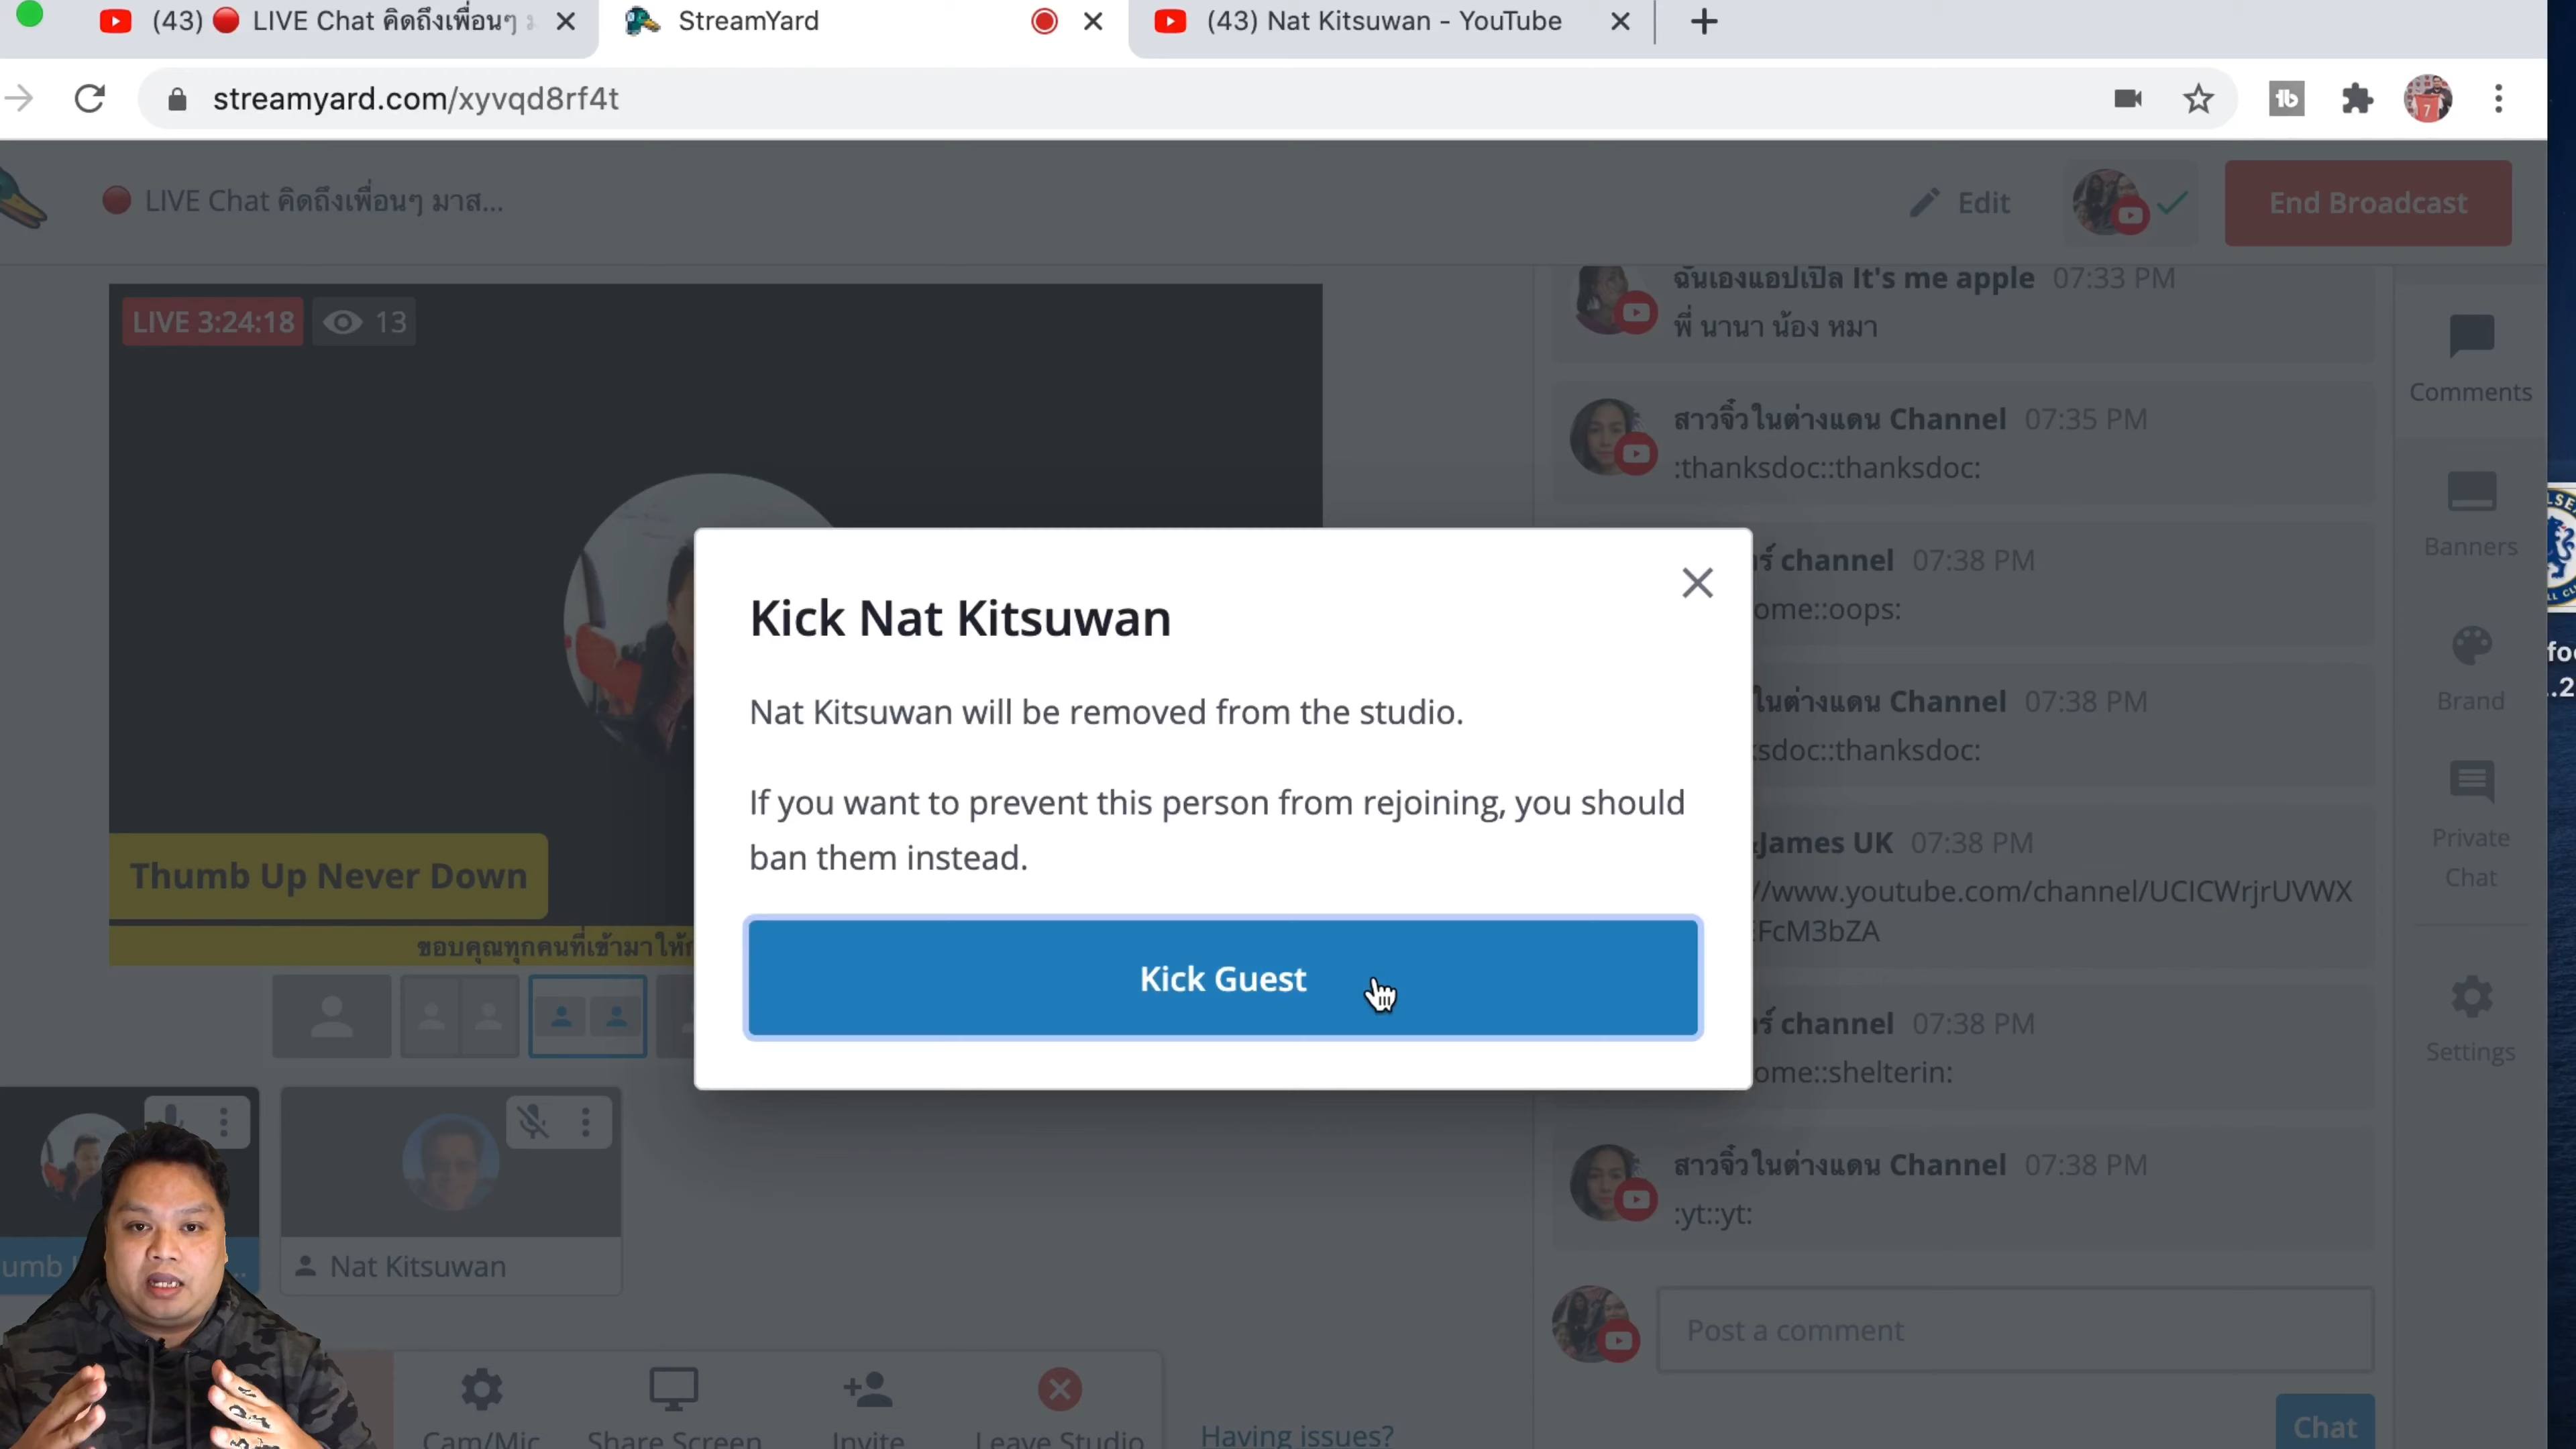 (43) 🔴 LIVE Chat คิดถึงเพื่อนๆ
StreamYard
(43) Nat Kitsuwan - YouTube
streamyard.com/xyvqd8rf4t
LIVE Chat คิดถึงเพื่อนๆ มาส...
Edit
End Broadcast
LIVE 3:24:18
13
Thumb Up Never Down
ขอบคุณทุกคนที่เข้ามาให้
Nat Kitsuwan
Kick Nat Kitsuwan
Nat Kitsuwan will be removed from the studio.
If you want to prevent this person from rejoining, you should
ban them instead.
Kick Guest
ฉันเองแอปเปิล It's me apple 07:33 PM
พี่ นานา น้อง หมา
สาวจิ๋วในต่างแดน Channel 07:35 PM
:thanksdoc::thanksdoc:
ร์ channel 07:38 PM
ome::oops:
ในต่างแดน Channel 07:38 PM
sdoc::thanksdoc:
James UK 07:38 PM
//www.youtube.com/channel/UCICWrjrUVWX
FcM3bZA
ร์ channel 07:38 PM
ome::shelterin:
สาวจิ๋วในต่างแดน Channel 07:38 PM
:yt::yt:
Post a comment
Chat
Comments
Banners
Brand
Private
Chat
Settings
Cam/Mic
Share Screen
Invite
Leave Studio
Having issues?